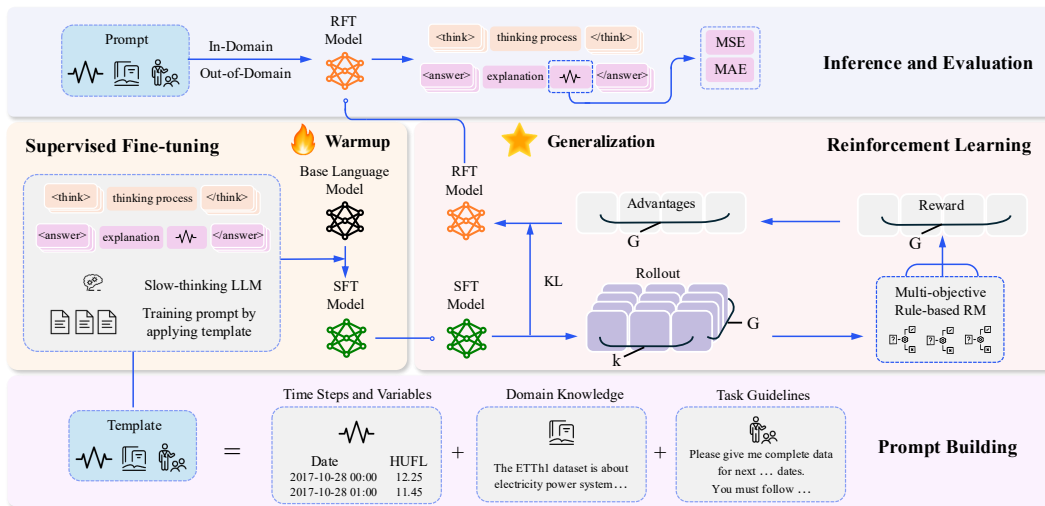 Prompt
In-Domain
Out-of-Domain
RFT
Model
<think>
thinking process
</think>
<answer>
explanation
</answer>
MSE
MAE
Inference and Evaluation
Supervised Fine-tuning
Warmup
<think>
thinking process
</think>
<answer>
explanation
</answer>
Slow-thinking LLM
Training prompt by
applying template
Base Language
Model
SFT
Model
Generalization
Reinforcement Learning
RFT
Model
SFT
Model
KL
Advantages
G
Reward
G
Rollout
G
k
Multi-objective
Rule-based RM
Template
=
Time Steps and Variables
Date HUFL
2017-10-28 00:00 12.25
2017-10-28 01:00 11.45
+
Domain Knowledge
The ETTh1 dataset is about
electricity power system…
+
Task Guidelines
Please give me complete data
for next … dates.
You must follow …
Prompt Building